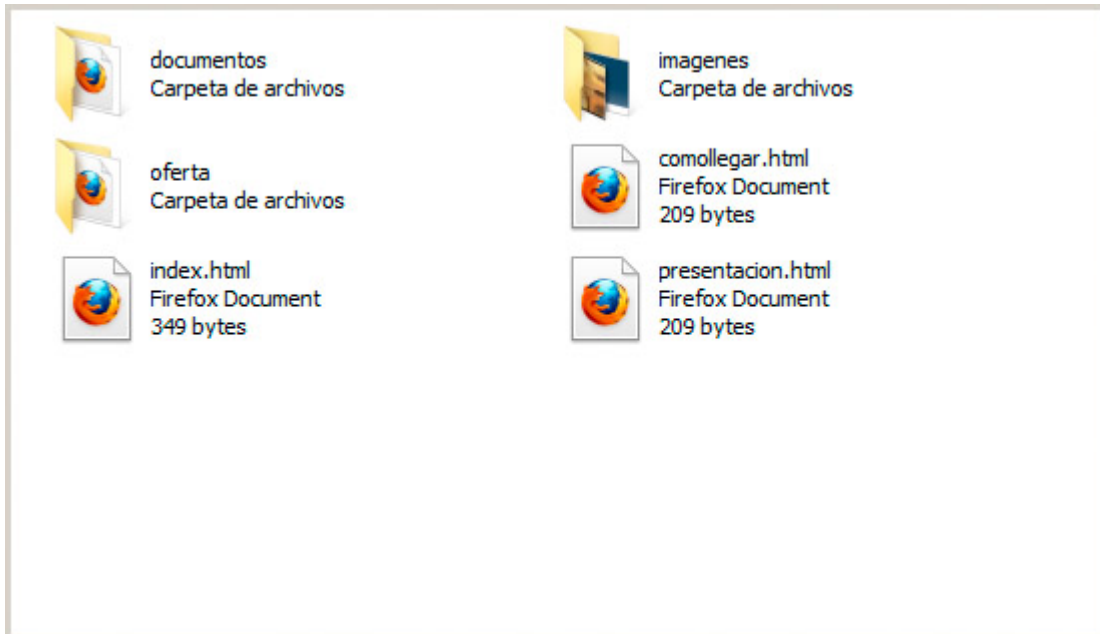 documentos
Carpeta de archivos
imagenes
Carpeta de archivos
oferta
Carpeta de archivos
comollegar.html
Firefox Document
209 bytes
index.html
Firefox Document
349 bytes
presentacion.html
Firefox Document
209 bytes